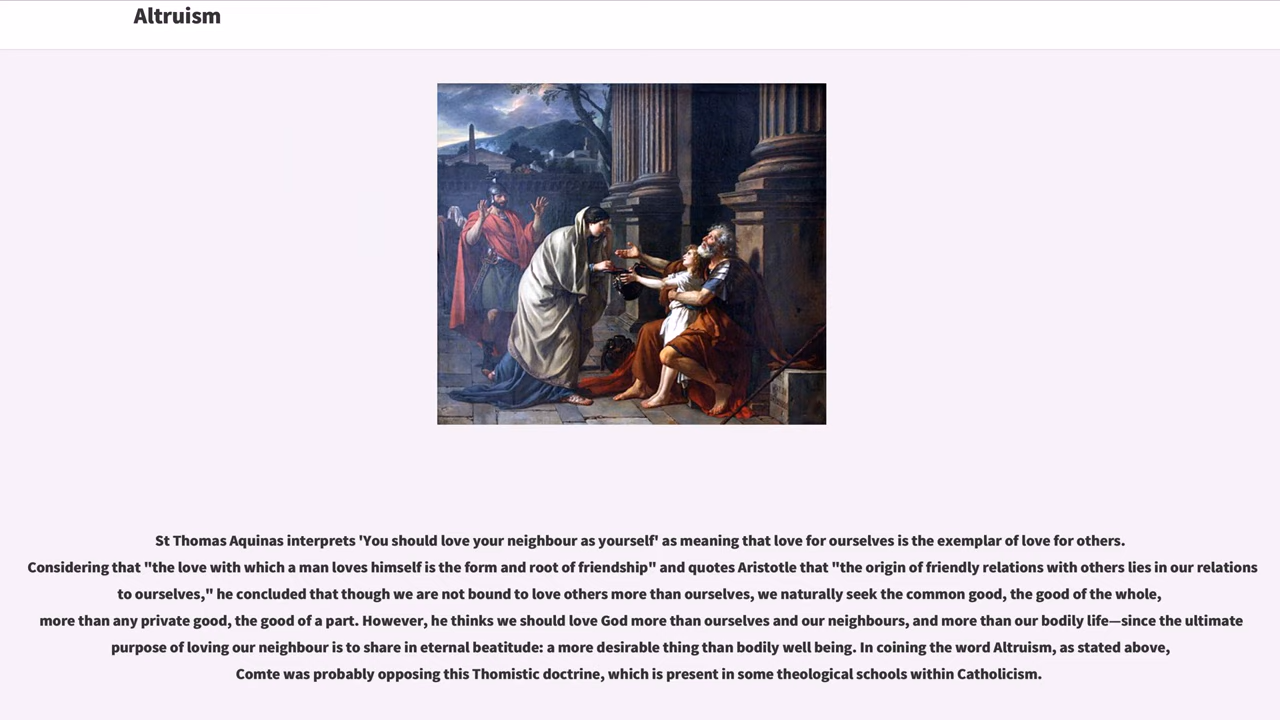 Altruism
St Thomas Aquinas interprets 'You should love your neighbour as yourself' as meaning that love for ourselves is the exemplar of love for others.
Considering that "the love with which a man loves himself is the form and root of friendship" and quotes Aristotle that "the origin of friendly relations with others lies in our relations
to ourselves," he concluded that though we are not bound to love others more than ourselves, we naturally seek the common good, the good of the whole,
more than any private good, the good of a part. However, he thinks we should love God more than ourselves and our neighbours, and more than our bodily life—since the ultimate
purpose of loving our neighbour is to share in eternal beatitude: a more desirable thing than bodily well being. In coining the word Altruism, as stated above,
Comte was probably opposing this Thomistic doctrine, which is present in some theological schools within Catholicism.